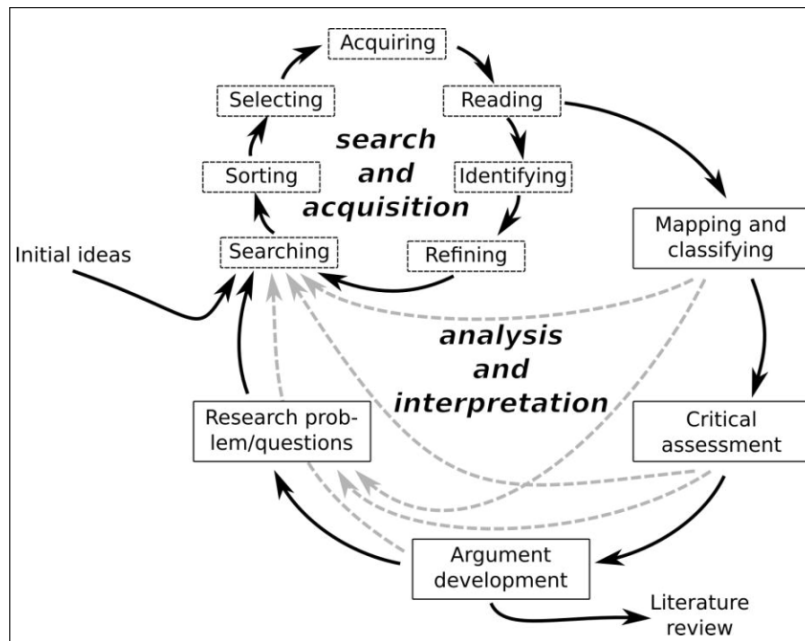 Acquiring
Selecting
Reading
search
and
acquisition
Sorting
Identifying
Searching
Refining
Initial ideas
Mapping and
classifying
analysis
and
interpretation
Research prob-
lem/questions
Critical
assessment
Argument
development
Literature
review